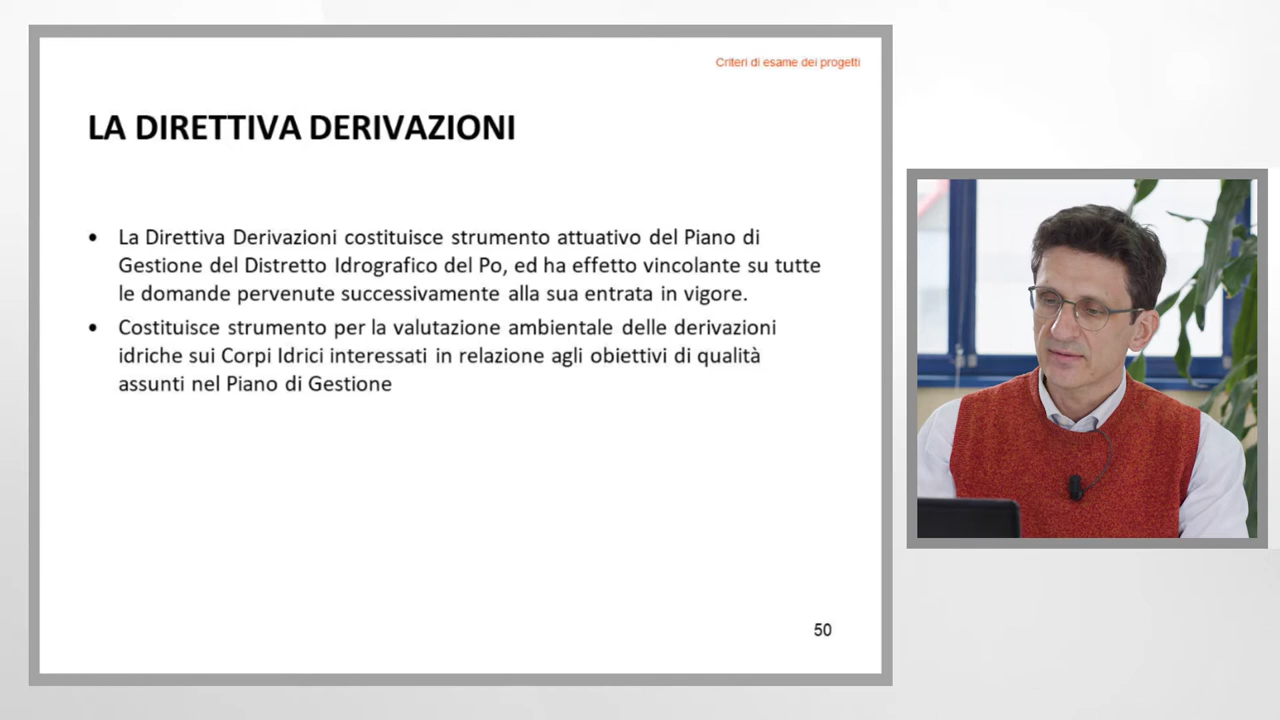 Criteri di esame dei progetti
LA DIRETTIVA DERIVAZIONI
• La Direttiva Derivazioni costituisce strumento attuativo del Piano di
Gestione del Distretto Idrografico del Po, ed ha effetto vincolante su tutte
le domande pervenute successivamente alla sua entrata in vigore.
• Costituisce strumento per la valutazione ambientale delle derivazioni
idriche sui Corpi Idrici interessati in relazione agli obiettivi di qualità
assunti nel Piano di Gestione
50